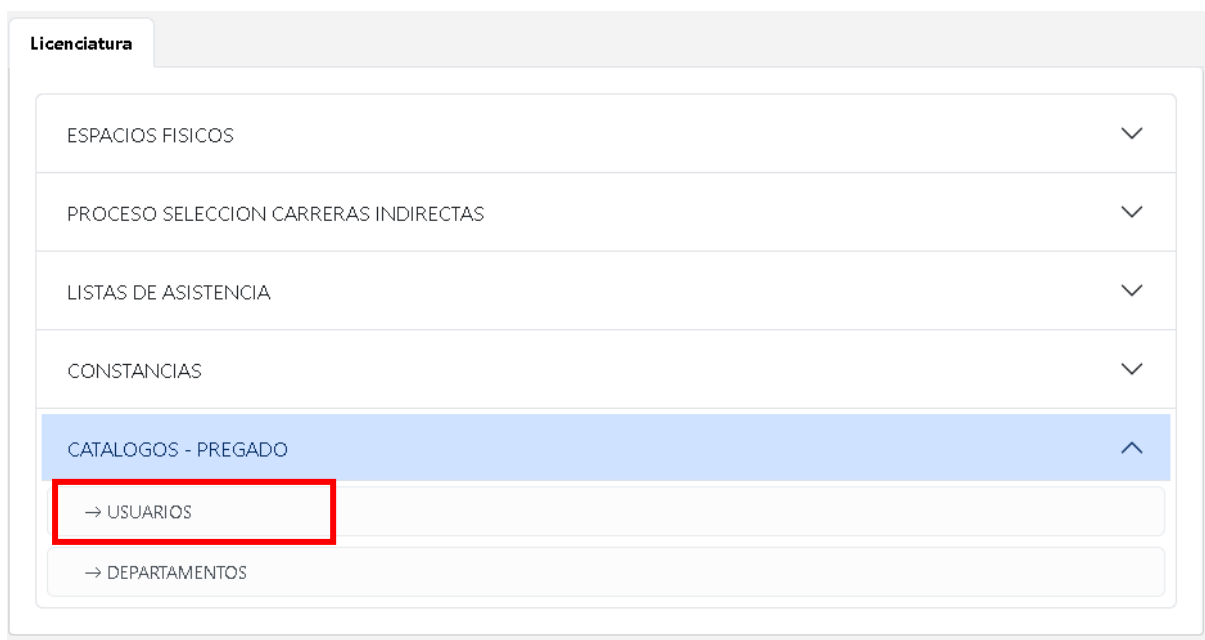 Licenciatura
ESPACIOS FISICOS
PROCESO SELECCION CARRERAS INDIRECTAS
LISTAS DE ASISTENCIA
CONSTANCIAS
CATALOGOS - PREGADO
→ USUARIOS
→ DEPARTAMENTOS